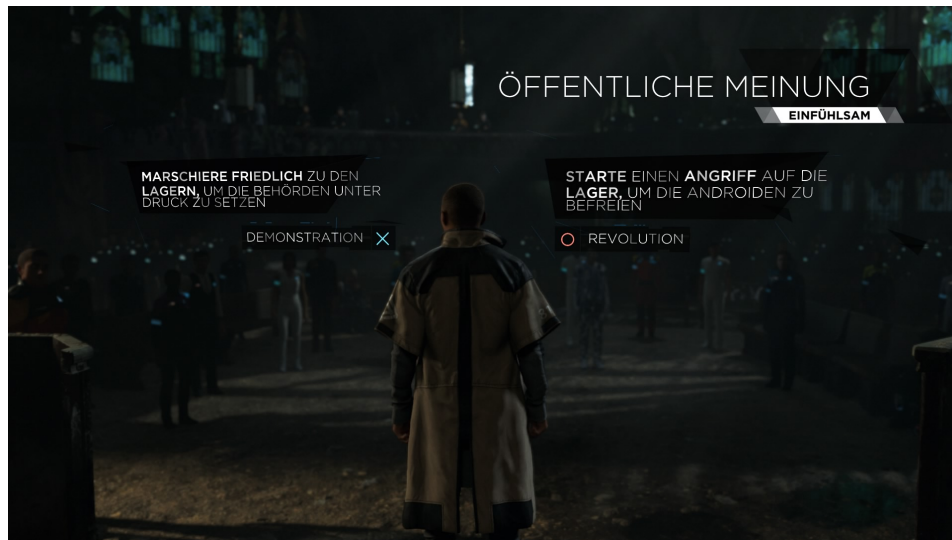 ÖFFENTLICHE MEINUNG
EINFÜHLSAM
MARSCHIERE FRIEDLICH ZU DEN
LAGERN, UM DIE BEHÖRDEN UNTER
DRUCK ZU SETZEN
DEMONSTRATION
STARTE EINEN ANGRIFF AUF DIE
LAGER, UM DIE ANDROIDEN ZU
BEFREIEN
REVOLUTION